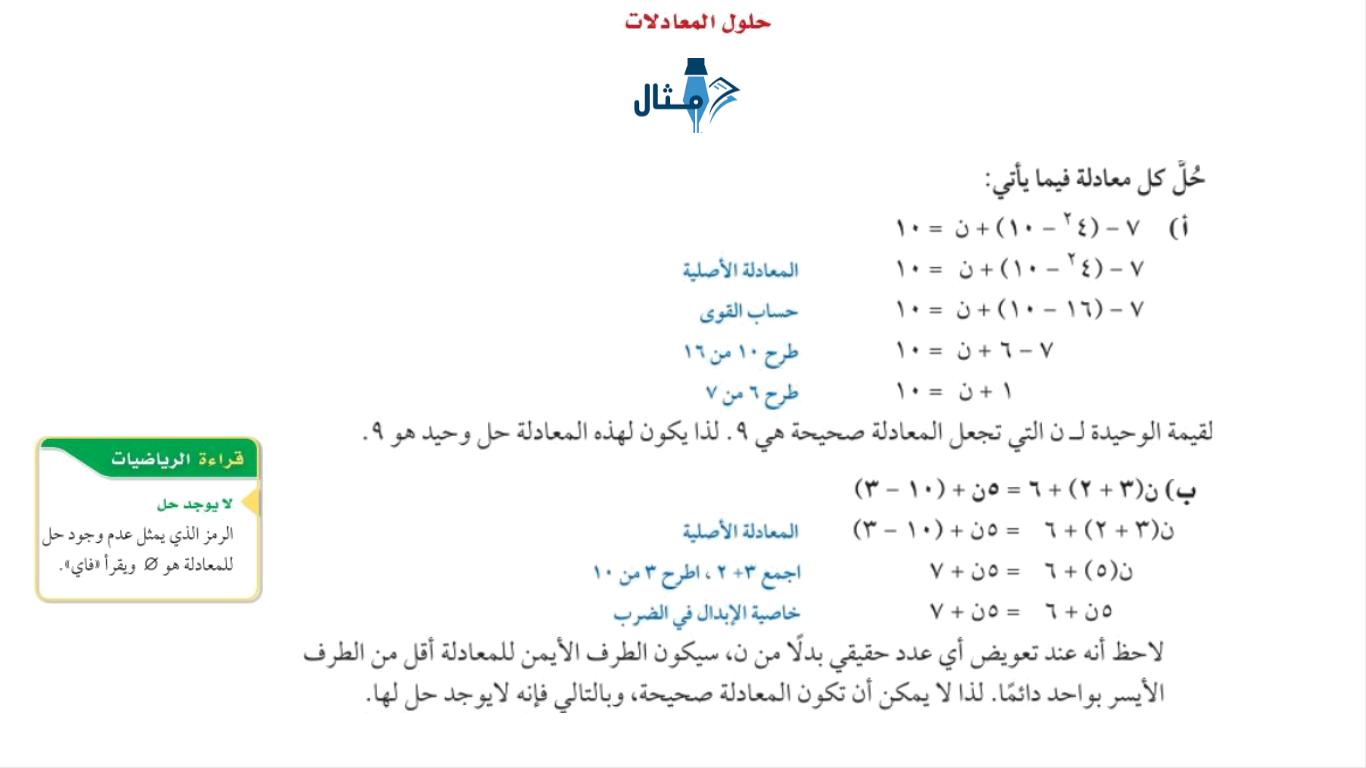 حلول المعادلات
مثال
حُلَّ كل معادلة فيما يأتي:
أ) ٧ – (٤٢ – ١٠) + ن = ١٠
٧ – (٤٢ – ١٠) + ن = ١٠ المعادلة الأصلية
٧ – (١٦ – ١٠) + ن = ١٠ حساب القوى
٧ – ٦ + ن = ١٠ طرح ١٠ من ١٦
١ + ن = ١٠ طرح ٦ من ٧
لقيمة الوحيدة لـ ن التي تجعل المعادلة صحيحة هي ٩. لذا يكون لهذه المعادلة حل وحيد هو ٩.
ب) ن(٣ + ٢) + ٦ = ٥ن + (١٠ – ٣)
ن(٣ + ٢) + ٦ = ٥ن + (١٠ – ٣) المعادلة الأصلية
ن(٥) + ٦ = ٥ن + ٧ اجمع ٣+ ٢ ، اطرح ٣ من ١٠
٥ن + ٦ = ٥ن + ٧ خاصية الإبدال في الضرب
لاحظ أنه عند تعويض أي عدد حقيقي بدلًا من ن، سيكون الطرف الأيمن للمعادلة أقل من الطرف
الأيسر بواحد دائمًا. لذا لا يمكن أن تكون المعادلة صحيحة، وبالتالي فإنه لايوجد حل لها.
قراءة الرياضيات
لا يوجد حل
الرمز الذي يمثل عدم وجود حل
للمعادلة هو Ø ويقرأ «فاي».